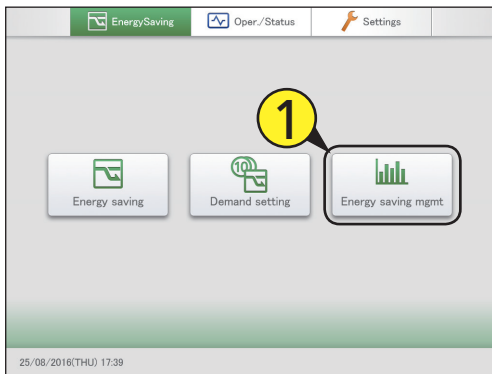 EnergySaving
Oper./Status
Settings
1
10
Energy saving
Demand setting
Energy saving mgmt
25/08/2016(THU) 17:39